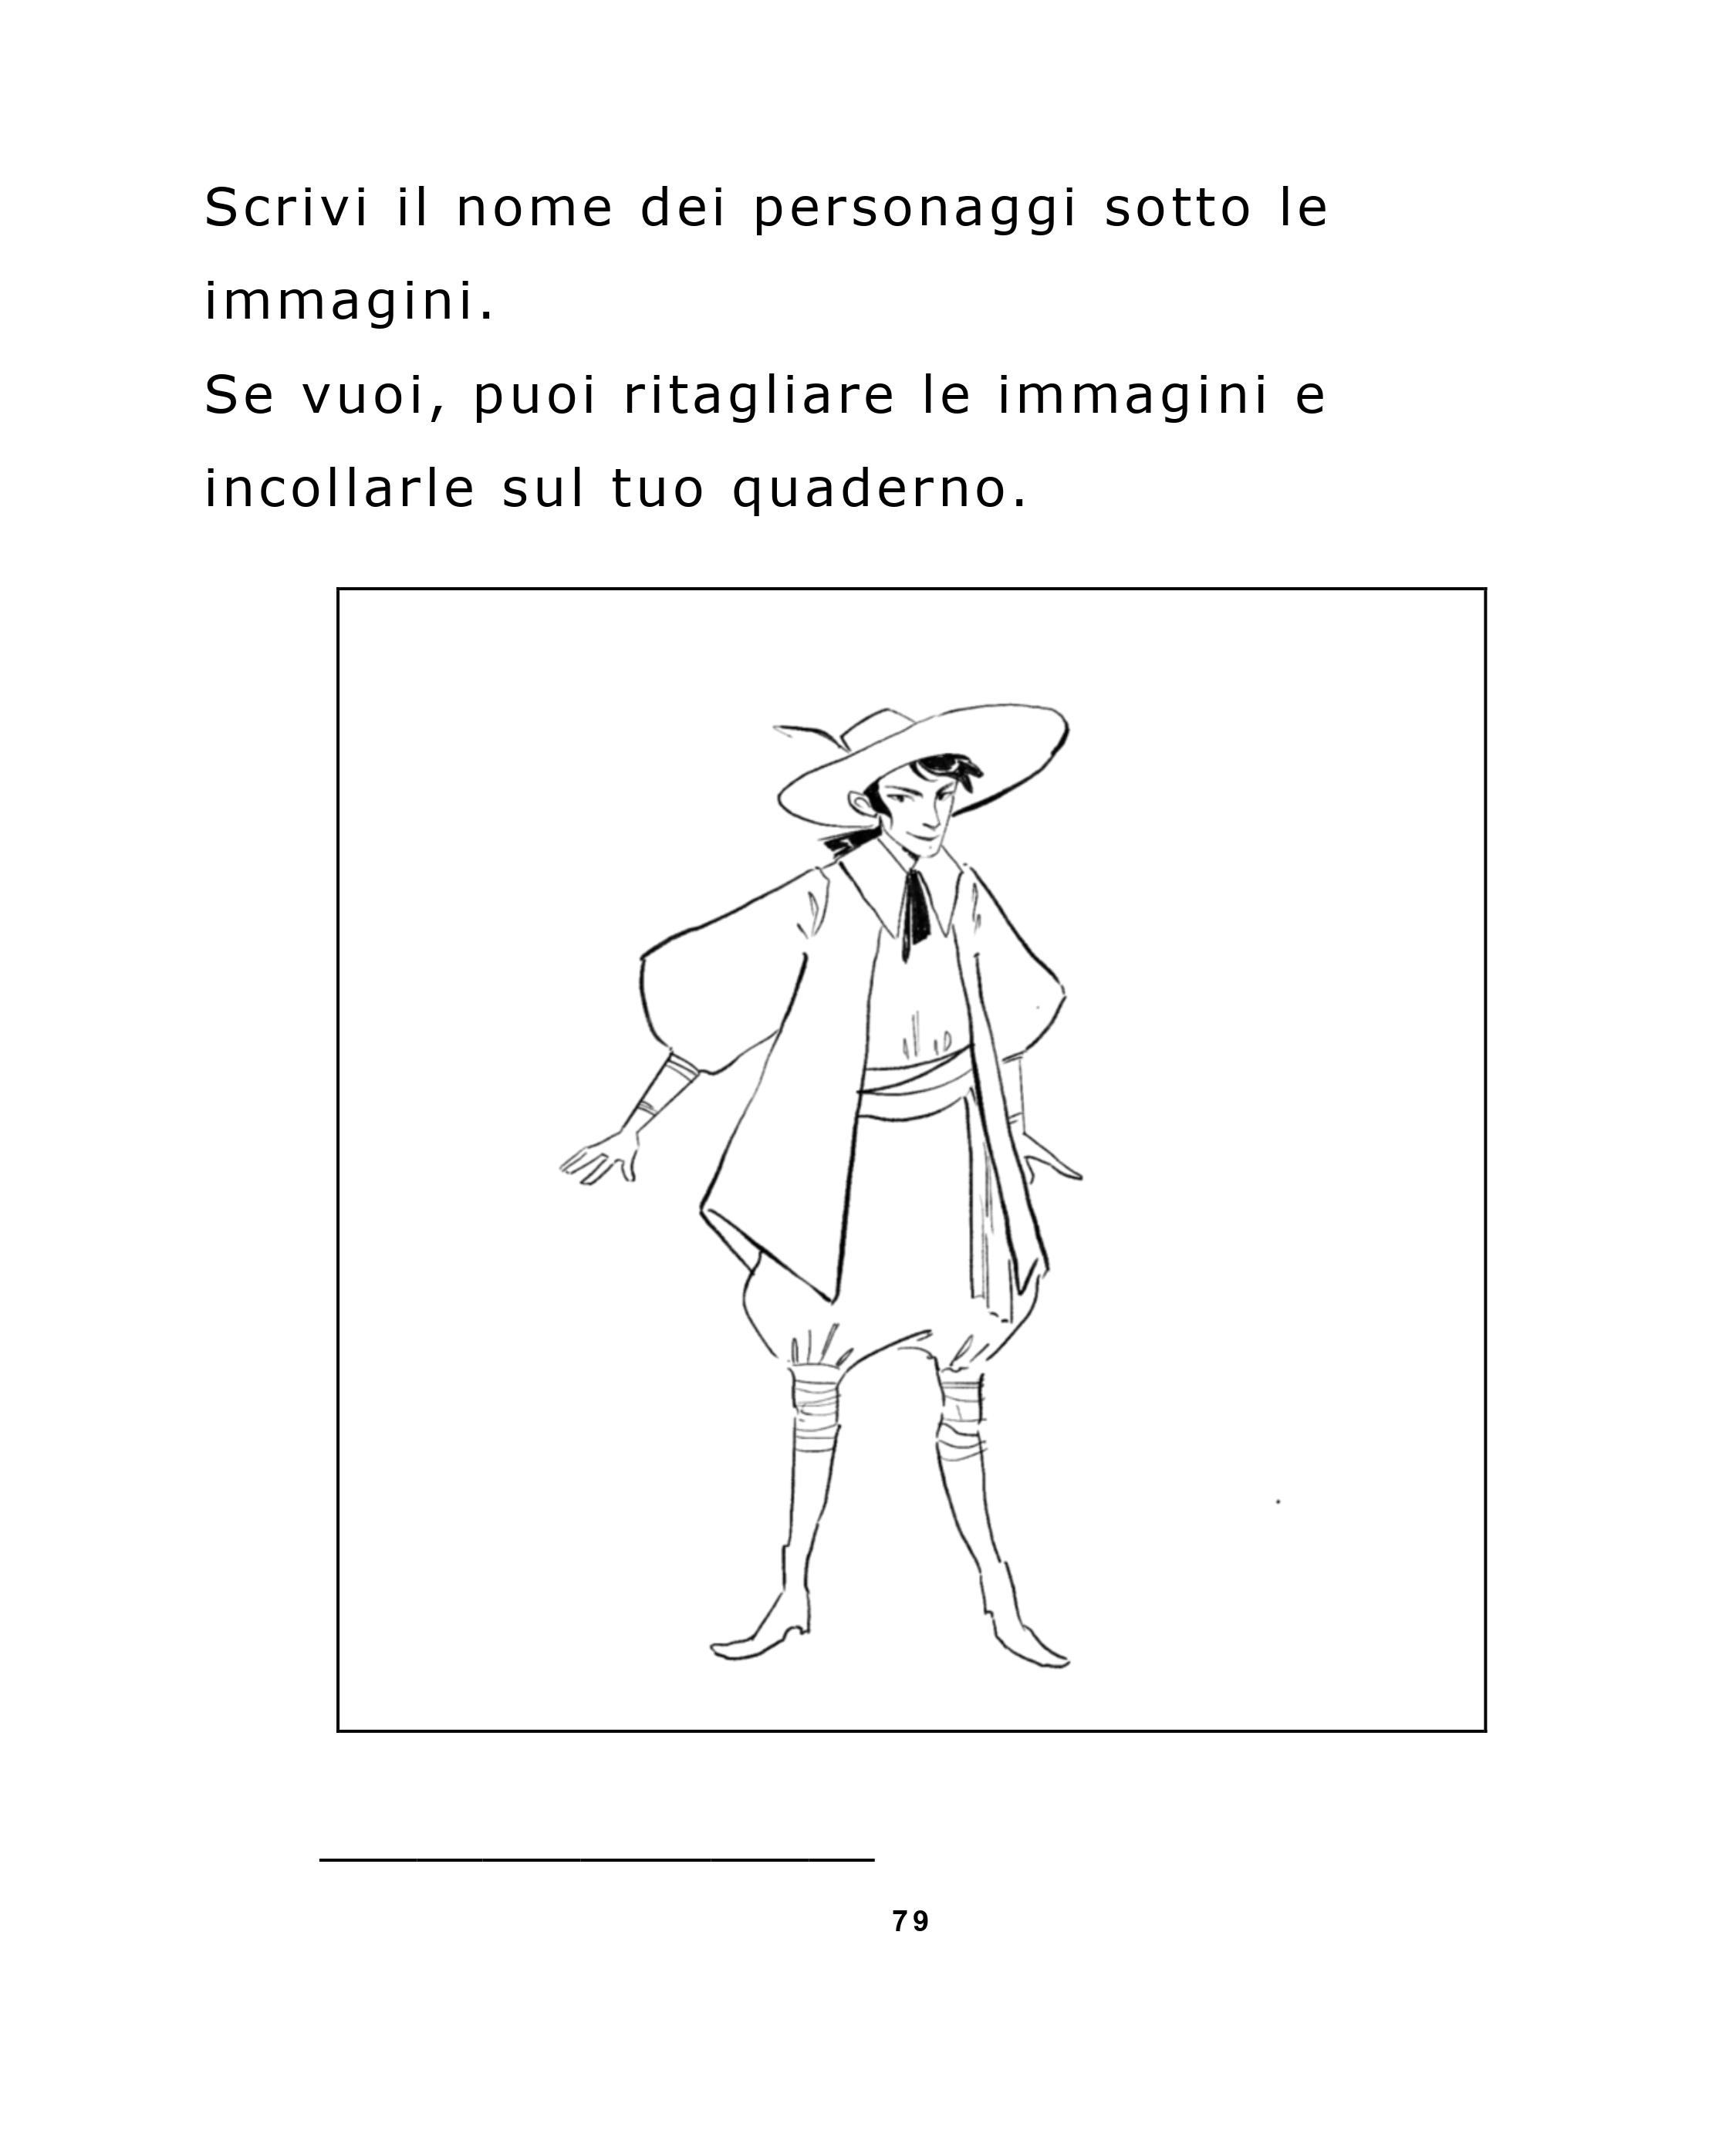 Scrivi il nome dei personaggi sotto le
immagini.
Se vuoi, puoi ritagliare le immagini e
incollarle sul tuo quaderno.
79